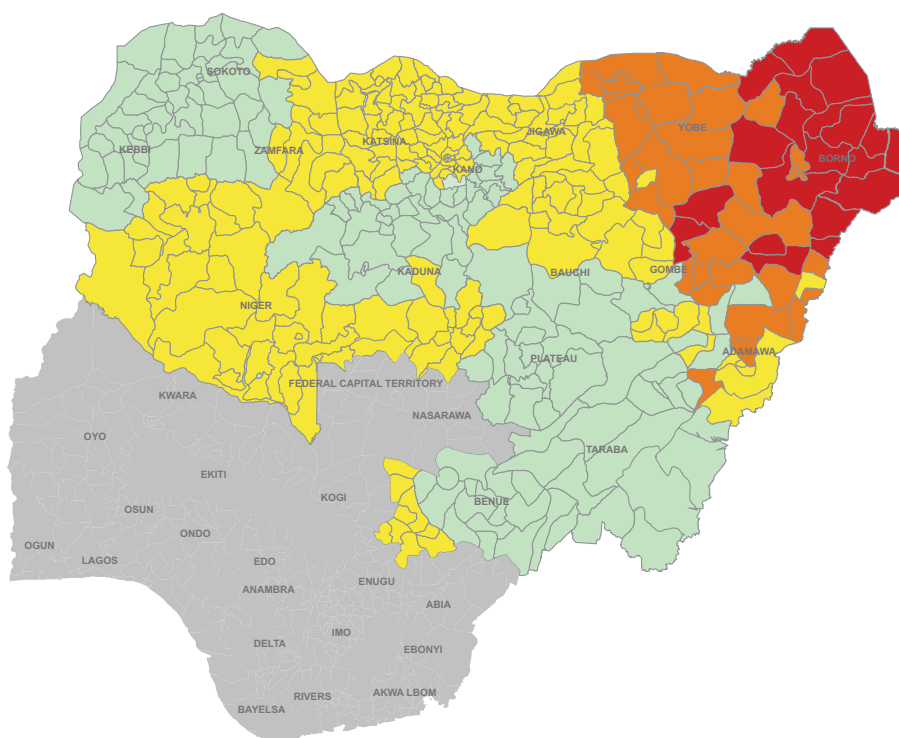 SOKOTO
YOBE
JIGAWA
KATSINA
KEBBI
ZAMFARA
BORNO
KANO
GOMBE
BAUCHI
KADUNA
NIGER
ADAMAWA
PLATEAU
FEDERAL CAPITAL TERRITORY
KWARA
NASARAWA
OYO
TARABA
EKITI
KOGI
BENUE
OSUN
ONDO
OGUN
LAGOS
EDO
ENUGU
ANAMBRA
ABIA
IMO
DELTA
EBONYI
AKWA LBOM
RIVERS
BAYELSA